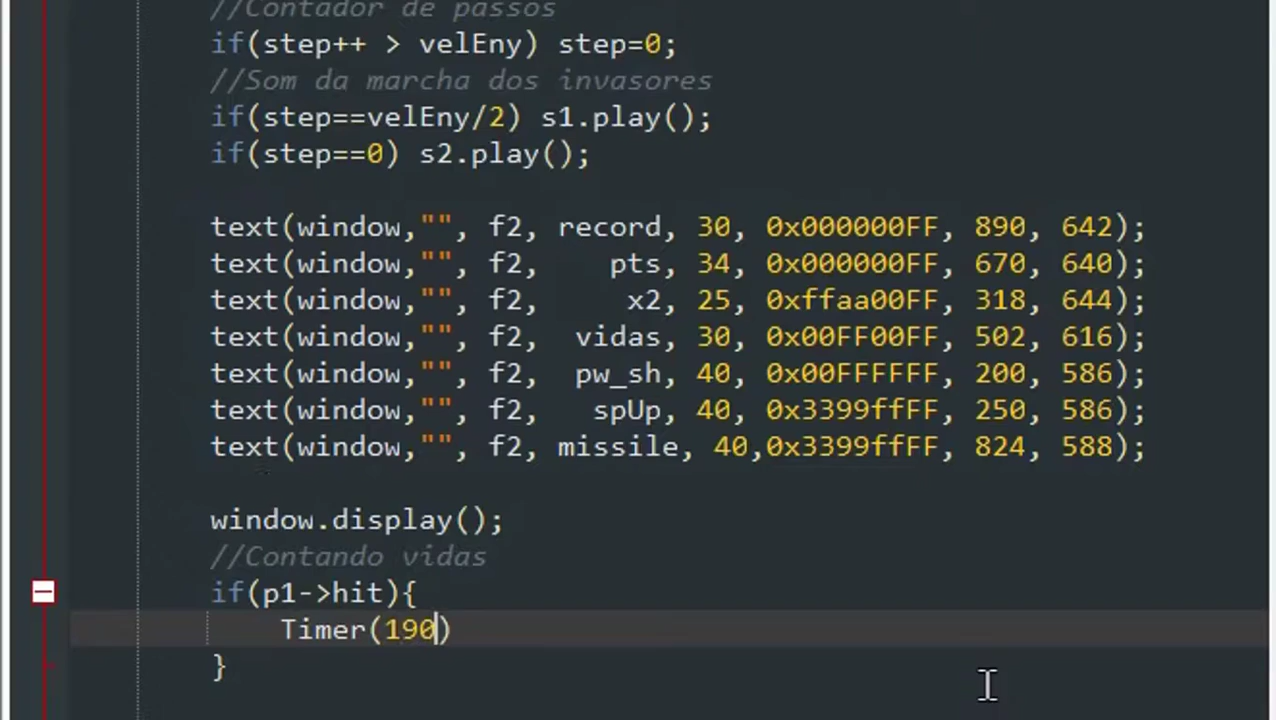 //Contador de passos
if(step++ > velEny) step=0;
//Som da marcha dos invasores
if(step==velEny/2) s1.play();
if(step==0) s2.play();
text(window,"", f2, record, 30, 0x000000FF, 890, 642);
text(window,"", f2,    pts, 34, 0x000000FF, 670, 640);
text(window,"", f2,     x2, 25, 0xffaa00FF, 318, 644);
text(window,"", f2,  vidas, 30, 0x00FF00FF, 502, 616);
text(window,"", f2,  pw_sh, 40, 0x00FFFFFF, 200, 586);
text(window,"", f2,   spUp, 40, 0x3399ffFF, 250, 586);
text(window,"", f2, missile, 40,0x3399ffFF, 824, 588);
window.display();
//Contando vidas
if(p1->hit){
    Timer(190)
}